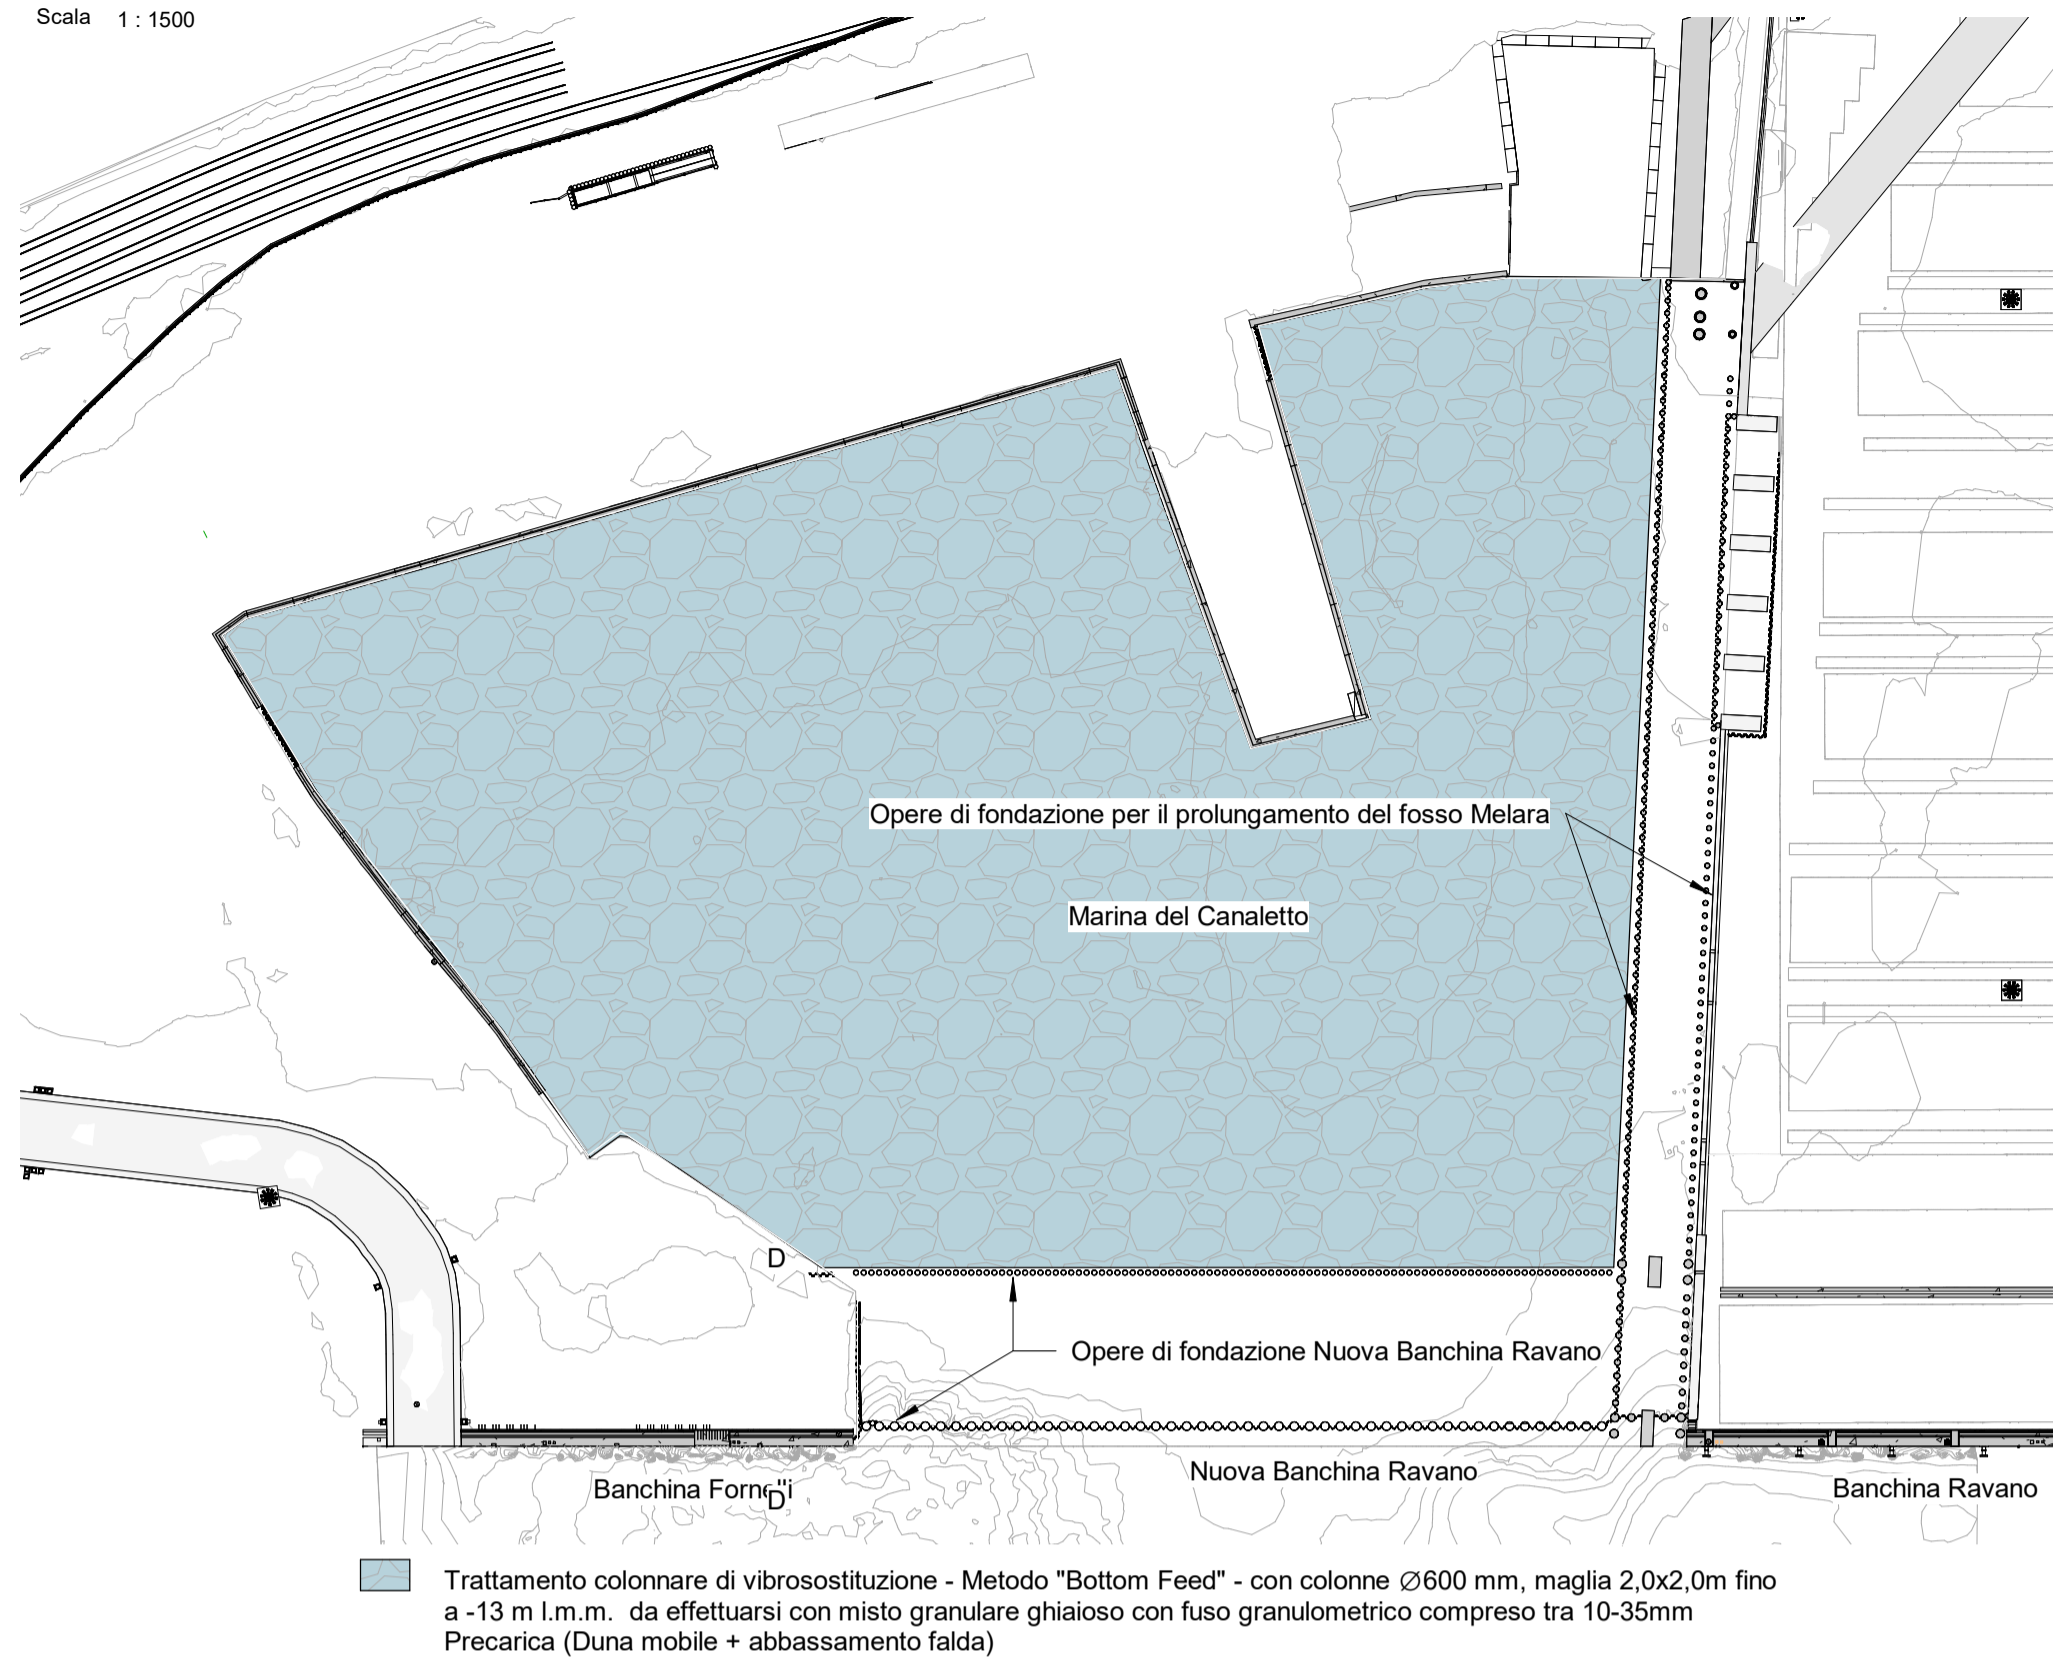 Scala 1 : 1500
Opere di fondazione per il prolungamento del fosso Melara
Marina del Canaletto
D
Opere di fondazione Nuova Banchina Ravano
Nuova Banchina Ravano
Banchina Fornelli
D
Banchina Ravano
Trattamento colonnare di vibrosostituzione - Metodo "Bottom Feed" - con colonne ∅600 mm, maglia 2,0x2,0m fino
a -13 m l.m.m. da effettuarsi con misto granulare ghiaioso con fuso granulometrico compreso tra 10-35mm
Precarica (Duna mobile + abbassamento falda)